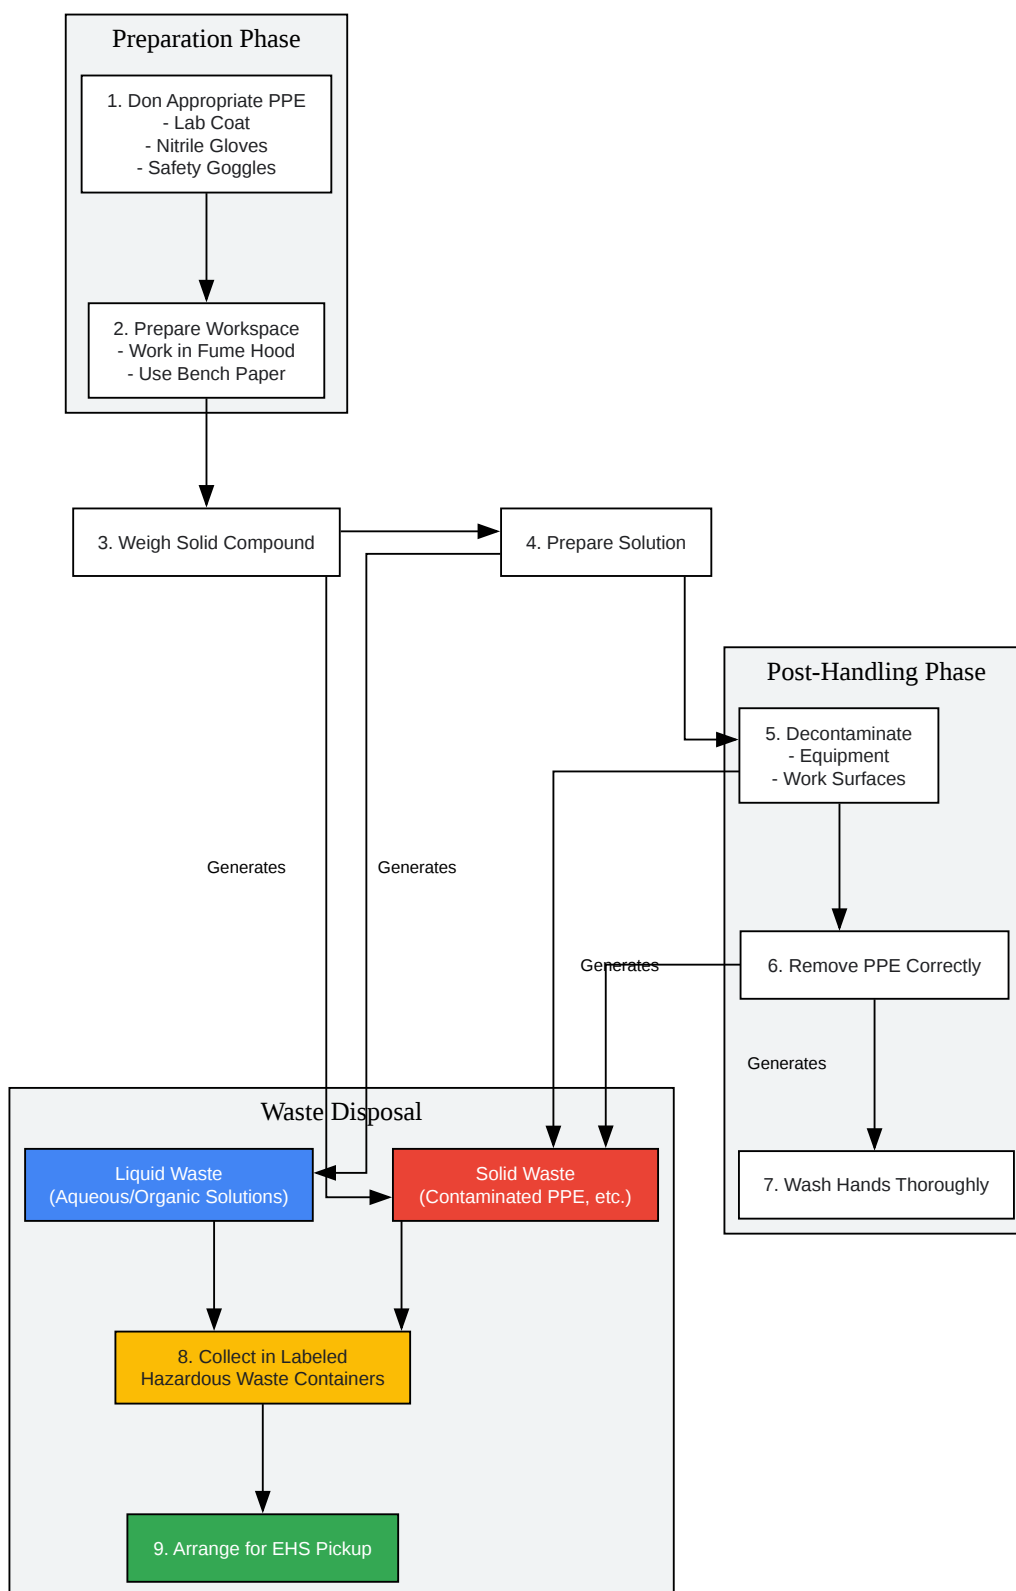 Preparation Phase
1. Don Appropriate PPE
- Lab Coat
- Nitrile Gloves
- Safety Goggles
2. Prepare Workspace
- Work in Fume Hood
- Use Bench Paper
3. Weigh Solid Compound
4. Prepare Solution
Post-Handling Phase
5. Decontaminate
- Equipment
- Work Surfaces
Generates
Generates
Generates
6. Remove PPE Correctly
Generates
Waste Disposal
Liquid Waste
(Aqueous/Organic Solutions)
Solid Waste
(Contaminated PPE, etc.)
7. Wash Hands Thoroughly
8. Collect in Labeled
Hazardous Waste Containers
9. Arrange for EHS Pickup